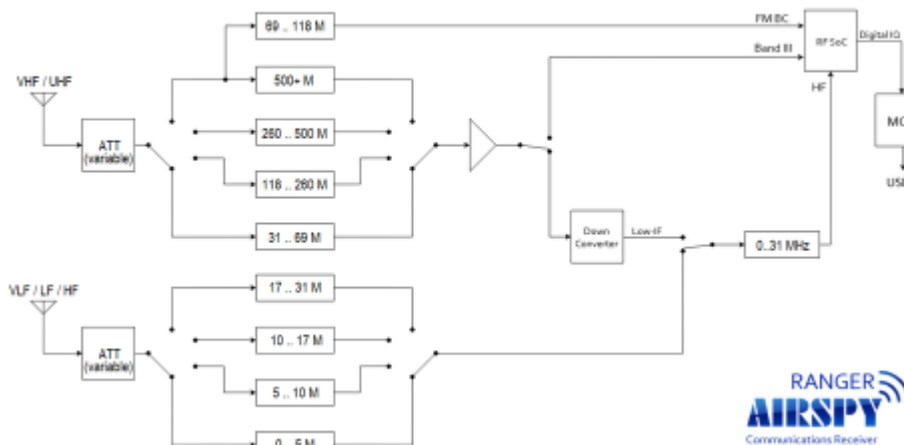 69 .. 118 M
FM BC
RF SoC
Digital IQ
Band III
500+ M
VHF / UHF
HF
260 .. 500 M
ATT
(variable)
118 .. 260 M
31 .. 69 M
Down
Converter
Low-IF
0..31 MHz
17 .. 31 M
VLF / LF / HF
10 .. 17 M
ATT
(variable)
5 .. 10 M
RANGER
AIRSPY
Communications Receiver
0 .. 5 M